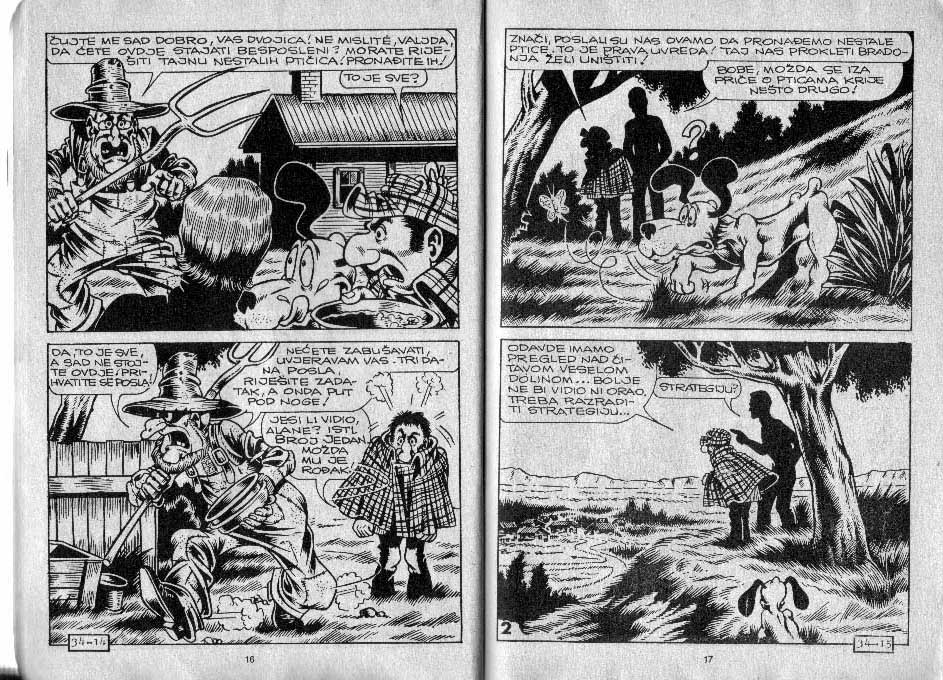 ČUJTE ME SAD DOBRO, VAS DVOJICA! NE MISLITE, VALJDA,
DA ĆETE OVDJE STAJATI BESPOSLENI? MORATE RIJE-
ŠITI TAJNU NESTALIH PTIČICA! PRONAĐITE IH!
TO JE SVE?
DA, TO JE SVE,
A SAD NE STOJ-
TE OVDJE! PRI-
HVATITE SE POSLA!
NEĆETE ZABUŠAVATI,
UVJERAVAM VAS. TRI DA-
NA POSLA,
RIJEŠITE ZADA-
TAK, A ONDA PUT
POD NOGE!
JESI LI VIDIO,
ALANE? ISTI
BROJ JEDAN,
MOŽDA
MU JE
ROĐAK!
34-14
16
ZNAČI, POSLALI SU NAS OVAMO DA PRONAĐEMO NESTALE
PTICE. TO JE PRAVA UVREDA! TAJ NAS PROKLETI BRADO-
NJA ŽELI UNIŠTITI!
BOBE, MOŽDA SE IZA
PRIČE O PTICAMA KRIJE
NEŠTO DRUGO!
?
ODAVDE IMAMO
PREGLED NAD ČI-
TAVOM VESELOM
DOLINOM... BOLJE
NE BI VIDIO NI ORAO.
TREBA RAZRADI-
TI STRATEGIJU...
STRATEGIJU?
2
34-15
17